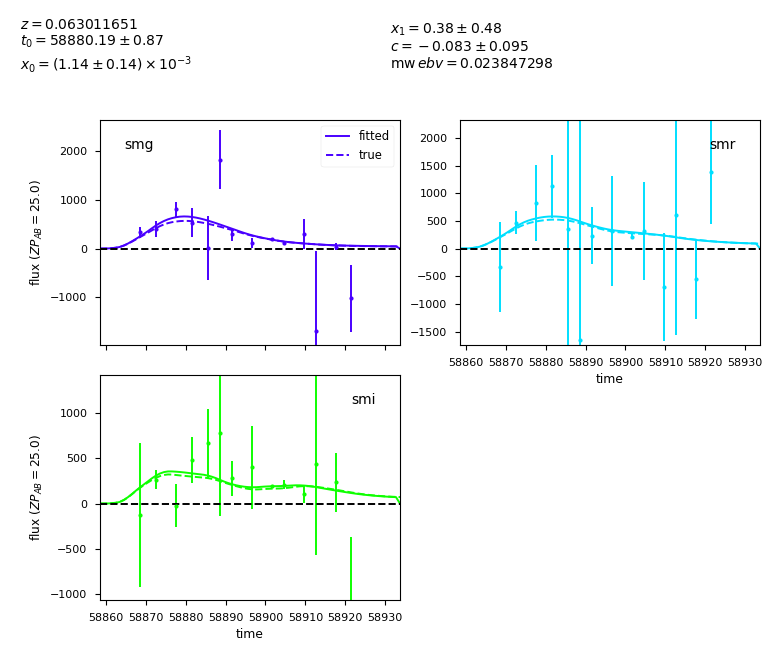 z = 0.063011651
t₀ = 58880.19 ± 0.87
x₀ = (1.14 ± 0.14) × 10⁻³
x₁ = 0.38 ± 0.48
c = −0.083 ± 0.095
mw ebv = 0.023847298
smg
fitted
true
2000
1000
0
−1000
flux (ZP_AB = 25.0)
smr
2000
1500
1000
500
0
−500
−1000
−1500
58860 58870 58880 58890 58900 58910 58920 58930
time
smi
1000
500
0
−500
−1000
flux (ZP_AB = 25.0)
58860 58870 58880 58890 58900 58910 58920 58930
time